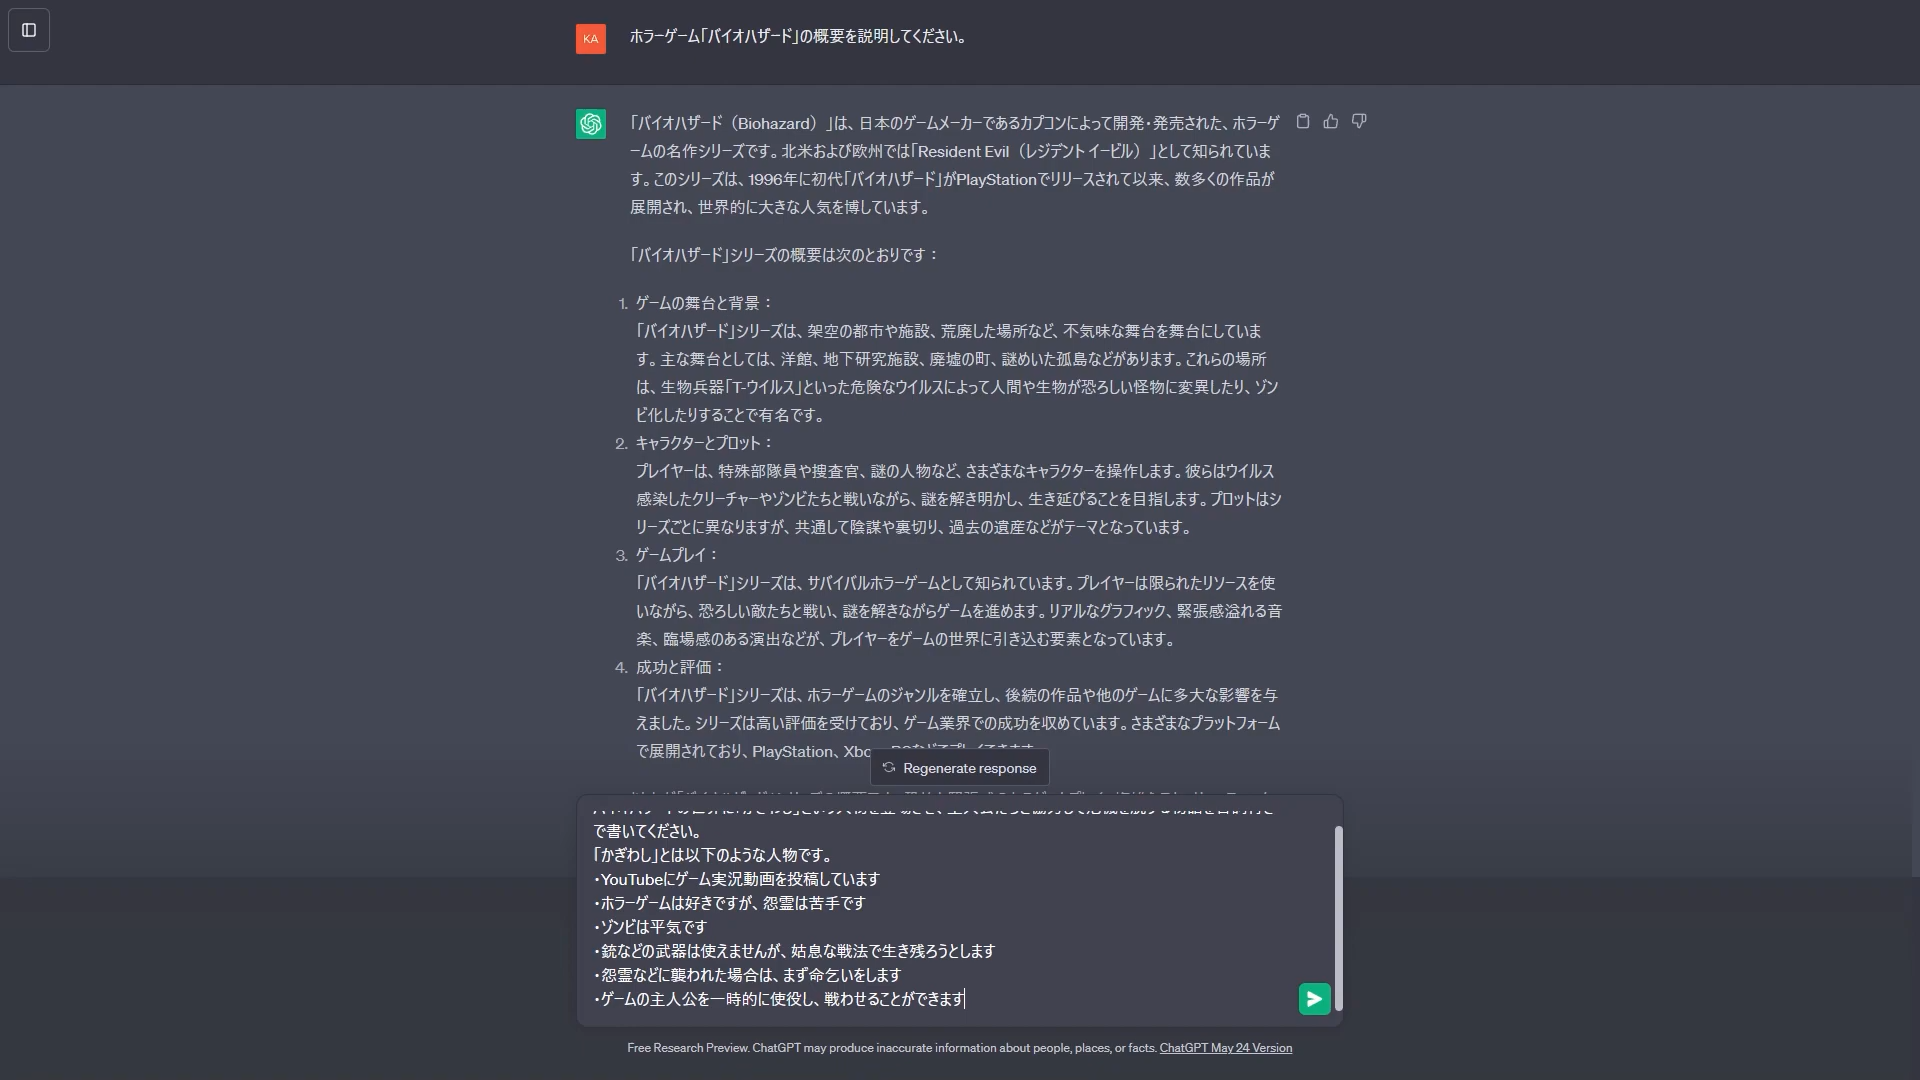 KA
ホラーゲーム「バイオハザード」の概要を説明してください。
「バイオハザード（Biohazard）」は、日本のゲームメーカーであるカプコンによって開発・発売された、ホラーゲ
ームの名作シリーズです。北米および欧州では「Resident Evil（レジデント イービル）」として知られていま
す。このシリーズは、1996年に初代「バイオハザード」がPlayStationでリリースされて以来、数多くの作品が
展開され、世界的に大きな人気を博しています。
「バイオハザード」シリーズの概要は次のとおりです：
1. ゲームの舞台と背景：
「バイオハザード」シリーズは、架空の都市や施設、荒廃した場所など、不気味な舞台を舞台にしていま
す。主な舞台としては、洋館、地下研究施設、廃墟の町、謎めいた孤島などがあります。これらの場所
は、生物兵器「T-ウイルス」といった危険なウイルスによって人間や生物が恐ろしい怪物に変異したり、ゾン
ビ化したりすることで有名です。
2. キャラクターとプロット：
プレイヤーは、特殊部隊員や捜査官、謎の人物など、さまざまなキャラクターを操作します。彼らはウイルス
感染したクリーチャーやゾンビたちと戦いながら、謎を解き明かし、生き延びることを目指します。プロットはシ
リーズごとに異なりますが、共通して陰謀や裏切り、過去の遺産などがテーマとなっています。
3. ゲームプレイ：
「バイオハザード」シリーズは、サバイバルホラーゲームとして知られています。プレイヤーは限られたリソースを使
いながら、恐ろしい敵たちと戦い、謎を解きながらゲームを進めます。リアルなグラフィック、緊張感溢れる音
楽、臨場感のある演出などが、プレイヤーをゲームの世界に引き込む要素となっています。
4. 成功と評価：
「バイオハザード」シリーズは、ホラーゲームのジャンルを確立し、後続の作品や他のゲームに多大な影響を与
えました。シリーズは高い評価を受けており、ゲーム業界での成功を収めています。さまざまなプラットフォーム
で展開されており、PlayStation、Xbo
Regenerate response
で書いてください。
「かぎわし」とは以下のような人物です。
・YouTubeにゲーム実況動画を投稿しています
・ホラーゲームは好きですが、怨霊は苦手です
・ゾンビは平気です
・銃などの武器は使えませんが、姑息な戦法で生き残ろうとします
・怨霊などに襲われた場合は、まず命乞いをします
・ゲームの主人公を一時的に使役し、戦わせることができます
Free Research Preview. ChatGPT may produce inaccurate information about people, places, or facts. ChatGPT May 24 Version